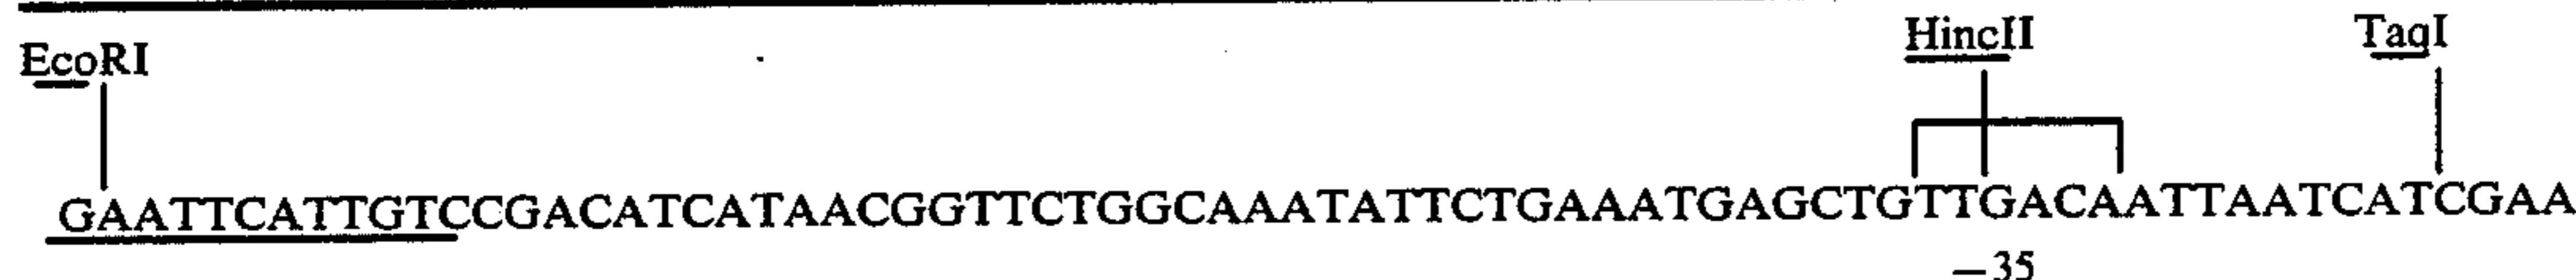 HincII TaqI
EcoRI
GAATTCATTGTCCGACATCATAACGGTTCTGGCAAATATTCTGAAATGAGCTGTTGACAATTAATCATCGAA
−35